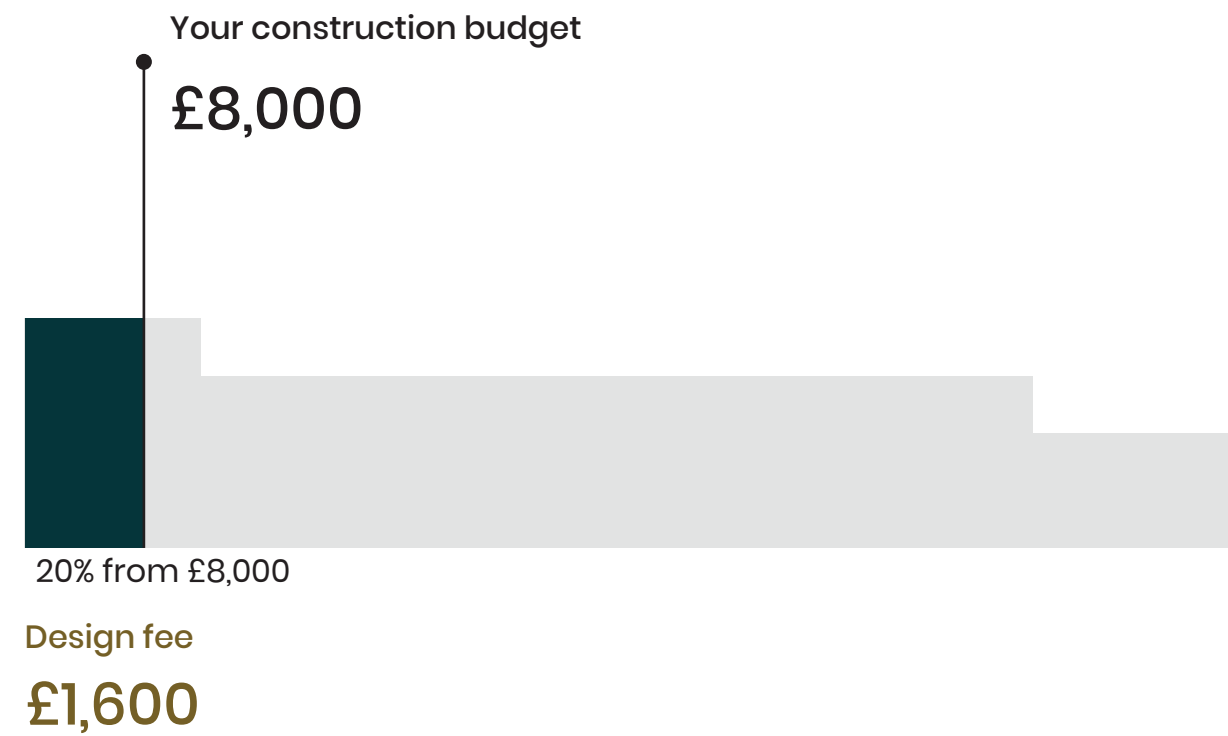 Your construction budget
£8,000
20% from £8,000
Design fee
£1,600